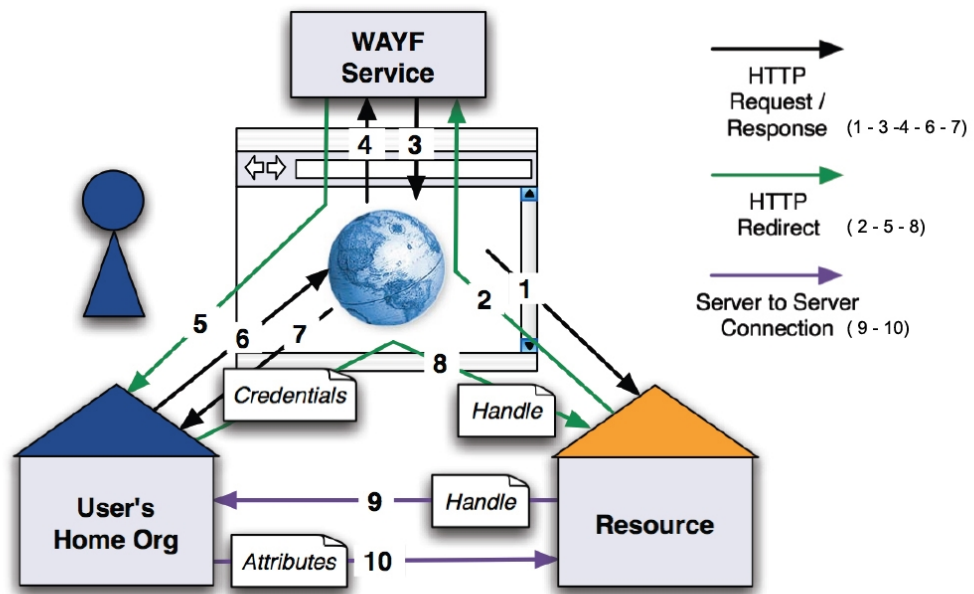 WAYF
Service
HTTP
Request /
Response (1 - 3 -4 - 6 - 7)
HTTP
Redirect ( 2 - 5 - 8)
Server to Server
Connection (9 - 10)
4
3
5
6
7
2
1
8
Credentials
Handle
User's
Home Org
9
Handle
Attributes
10
Resource